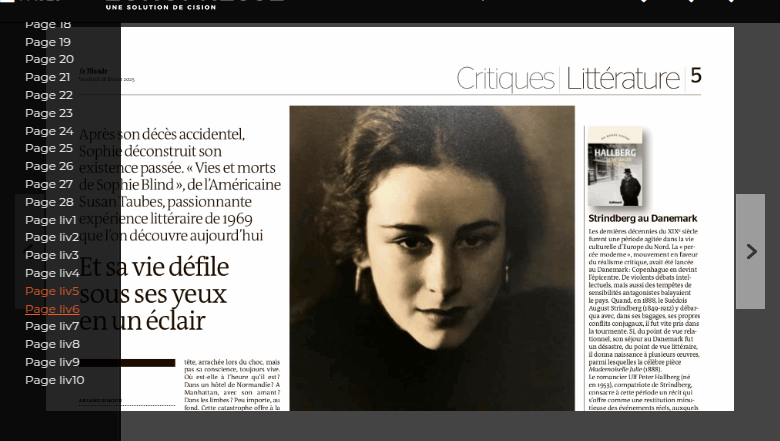 UNE SOLUTION DE CISION
Page 18
Page 19
Page 20
Page 21
Page 22
Page 23
Page 24
Page 25
Page 26
Page 27
Page 28
Page liv1
Page liv2
Page liv3
Page liv4
Page liv5
Page liv6
Page liv7
Page liv8
Page liv9
Page liv10
Le Monde
Critiques | Littérature | 5
Après son décès accidentel,
Sophie déconstruit son
existence passée. « Vies et morts
de Sophie Blind », de l'Américaine
Susan Taubes, passionnante
expérience littéraire de 1969
que l'on découvre aujourd'hui
Et sa vie défile
sous ses yeux
en un éclair
tête, arrachée lors du choc, mais
pas sa conscience, toujours vive.
Où est-elle à l'heure qu'il est?
Dans un hôtel de Normandie? A
Manhattan, avec son amant?
Dans les limbes? Peu importe, au
fond. Cette catastrophe offre à la
HALLBERG
Strindberg au Danemark
Les dernières décennies du XIXe siècle
furent une période agitée dans la vie
culturelle d'Europe du Nord. La « per-
cée moderne », mouvement en faveur
du réalisme critique, avait été lancée
au Danemark : Copenhague en devint
l'épicentre. De violents débats intel-
lectuels, mais aussi des tempêtes de
sensibilités antagonistes balayaient
le pays. Quand, en 1888, le Suédois
August Strindberg (1849-1912) y débar-
qua avec, dans ses bagages, ses propres
conflits conjugaux, il fut vite pris dans
la tourmente. Si, du point de vue rela-
tionnel, son séjour au Danemark fut
un désastre, du point de vue littéraire,
il donna naissance à plusieurs œuvres,
parmi lesquelles la célèbre
Mademoiselle Julie (1888).
Le romancier Ulf Peter Hallberg (né
en 1953), compatriote de Strindberg,
consacre à cette période un récit qui
s'offre comme une restitution minu-
tieuse des événements réels, auxquels